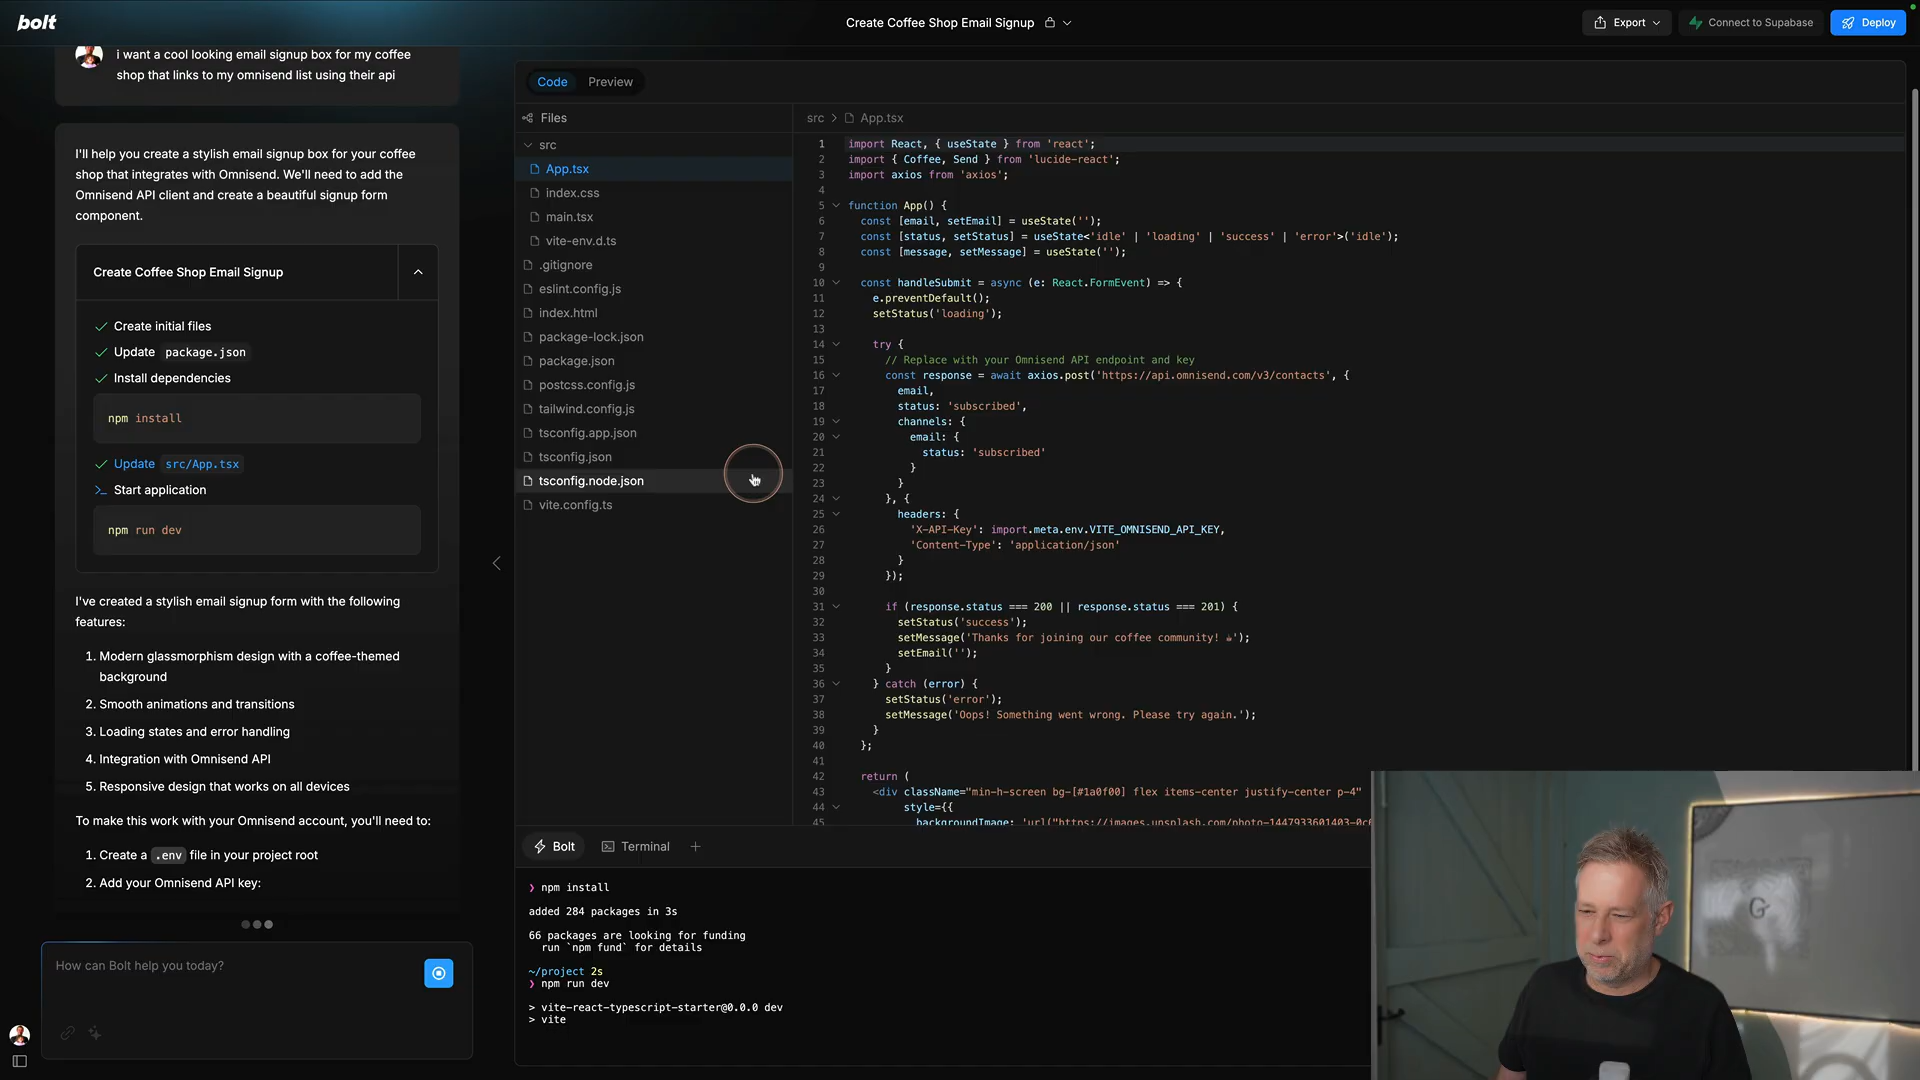 bolt
Create Coffee Shop Email Signup
Export
Connect to Supabase
Deploy
i want a cool looking email signup box for my coffee
shop that links to my omnisend list using their api
I'll help you create a stylish email signup box for your coffee
shop that integrates with Omnisend. We'll need to add the
Omnisend API client and create a beautiful signup form
component.
Create Coffee Shop Email Signup
Create initial files
Update package.json
Install dependencies
npm install
Update src/App.tsx
Start application
npm run dev
I've created a stylish email signup form with the following
features:
1. Modern glassmorphism design with a coffee-themed
background
2. Smooth animations and transitions
3. Loading states and error handling
4. Integration with Omnisend API
5. Responsive design that works on all devices
To make this work with your Omnisend account, you'll need to:
1. Create a .env file in your project root
2. Add your Omnisend API key:
How can Bolt help you today?
Code
Preview
Files
src
App.tsx
index.css
main.tsx
vite-env.d.ts
.gitignore
eslint.config.js
index.html
package-lock.json
package.json
postcss.config.js
tailwind.config.js
tsconfig.app.json
tsconfig.json
tsconfig.node.json
vite.config.ts
src > App.tsx
1 import React, { useState } from 'react';
2 import { Coffee, Send } from 'lucide-react';
3 import axios from 'axios';
4
5 function App() {
6 const [email, setEmail] = useState('');
7 const [status, setStatus] = useState<'idle' | 'loading' | 'success' | 'error'>('idle');
8 const [message, setMessage] = useState('');
9
10 const handleSubmit = async (e: React.FormEvent) => {
11 e.preventDefault();
12 setStatus('loading');
13
14 try {
15 // Replace with your Omnisend API endpoint and key
16 const response = await axios.post('https://api.omnisend.com/v3/contacts', {
17 email,
18 status: 'subscribed',
19 channels: {
20 email: {
21 status: 'subscribed'
22 }
23 }
24 }, {
25 headers: {
26 'X-API-Key': import.meta.env.VITE_OMNISEND_API_KEY,
27 'Content-Type': 'application/json'
28 }
29 });
30
31 if (response.status === 200 || response.status === 201) {
32 setStatus('success');
33 setMessage('Thanks for joining our coffee community! ☕');
34 setEmail('');
35 }
36 } catch (error) {
37 setStatus('error');
38 setMessage('Oops! Something went wrong. Please try again.');
39 }
40 };
41
42 return (
43 <div className="min-h-screen bg-[#1a0f00] flex items-center justify-center p-4"
44 style={{
45 backgroundImage: 'url("https://images.unsplash.com/photo-1447933601403-0c6
Bolt
Terminal
❯ npm install
added 284 packages in 3s
66 packages are looking for funding
run `npm fund` for details
~/project 2s
❯ npm run dev
> vite-react-typescript-starter@0.0.0 dev
> vite
G